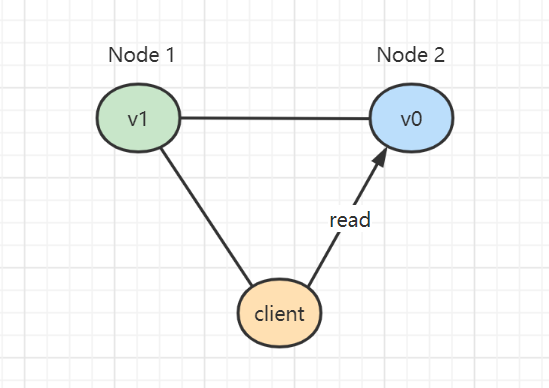 Node 1
Node 2
v1
v0
read
client